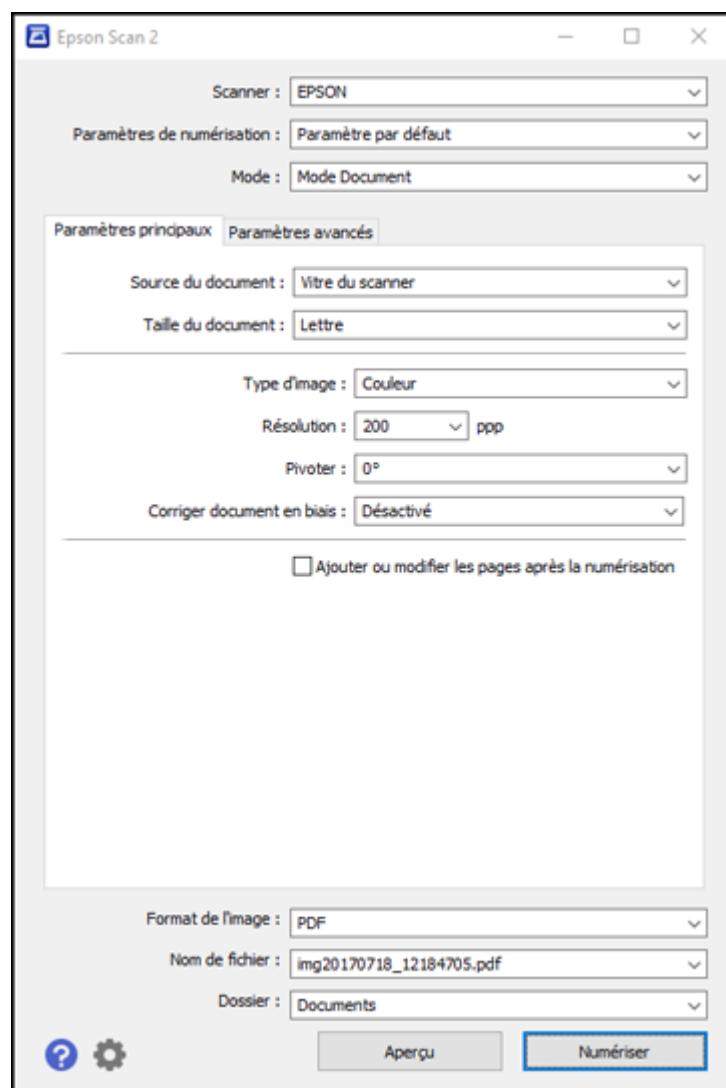 Epson Scan 2
Scanner : EPSON
Paramètres de numérisation : Paramètre par défaut
Mode : Mode Document
Paramètres principaux Paramètres avancés
Source du document : Vitre du scanner
Taille du document : Lettre
Type d'image : Couleur
Résolution : 200 ppp
Pivoter : 0°
Corriger document en biais : Désactivé
Ajouter ou modifier les pages après la numérisation
Format de l'image : PDF
Nom de fichier : img20170718_12184705.pdf
Dossier : Documents
? Aperçu Numériser